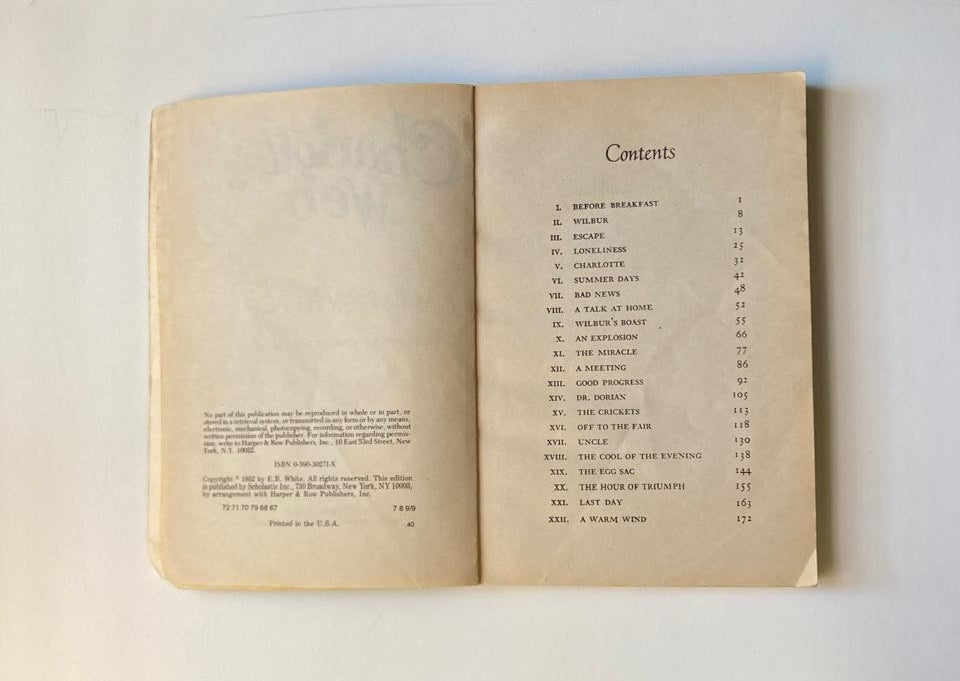 No part of this publication may be reproduced in whole or in part, or
stored in a retrieval system, or transmitted in any form or by any means,
electronic, mechanical, photocopying, recording, or otherwise, without
written permission of the publisher. For information regarding permis-
sion, write to Harper & Row Publishers, Inc., 10 East 53rd Street, New
York, N.Y. 10022.
ISBN 0-590-30271-X
Copyright © 1952 by E.B. White. All rights reserved. This edition
is published by Scholastic Inc., 730 Broadway, New York, NY 10003,
by arrangement with Harper & Row Publishers, Inc.
72 71 70 79 68 67 7 8 9/9
Printed in the U.S.A. 40
Contents
I. BEFORE BREAKFAST 1
II. WILBUR 8
III. ESCAPE 13
IV. LONELINESS 25
V. CHARLOTTE 32
VI. SUMMER DAYS 42
VII. BAD NEWS 48
VIII. A TALK AT HOME 52
IX. WILBUR'S BOAST 55
X. AN EXPLOSION 66
XI. THE MIRACLE 77
XII. A MEETING 86
XIII. GOOD PROGRESS 92
XIV. DR. DORIAN 105
XV. THE CRICKETS 113
XVI. OFF TO THE FAIR 118
XVII. UNCLE 130
XVIII. THE COOL OF THE EVENING 138
XIX. THE EGG SAC 144
XX. THE HOUR OF TRIUMPH 155
XXI. LAST DAY 163
XXII. A WARM WIND 172